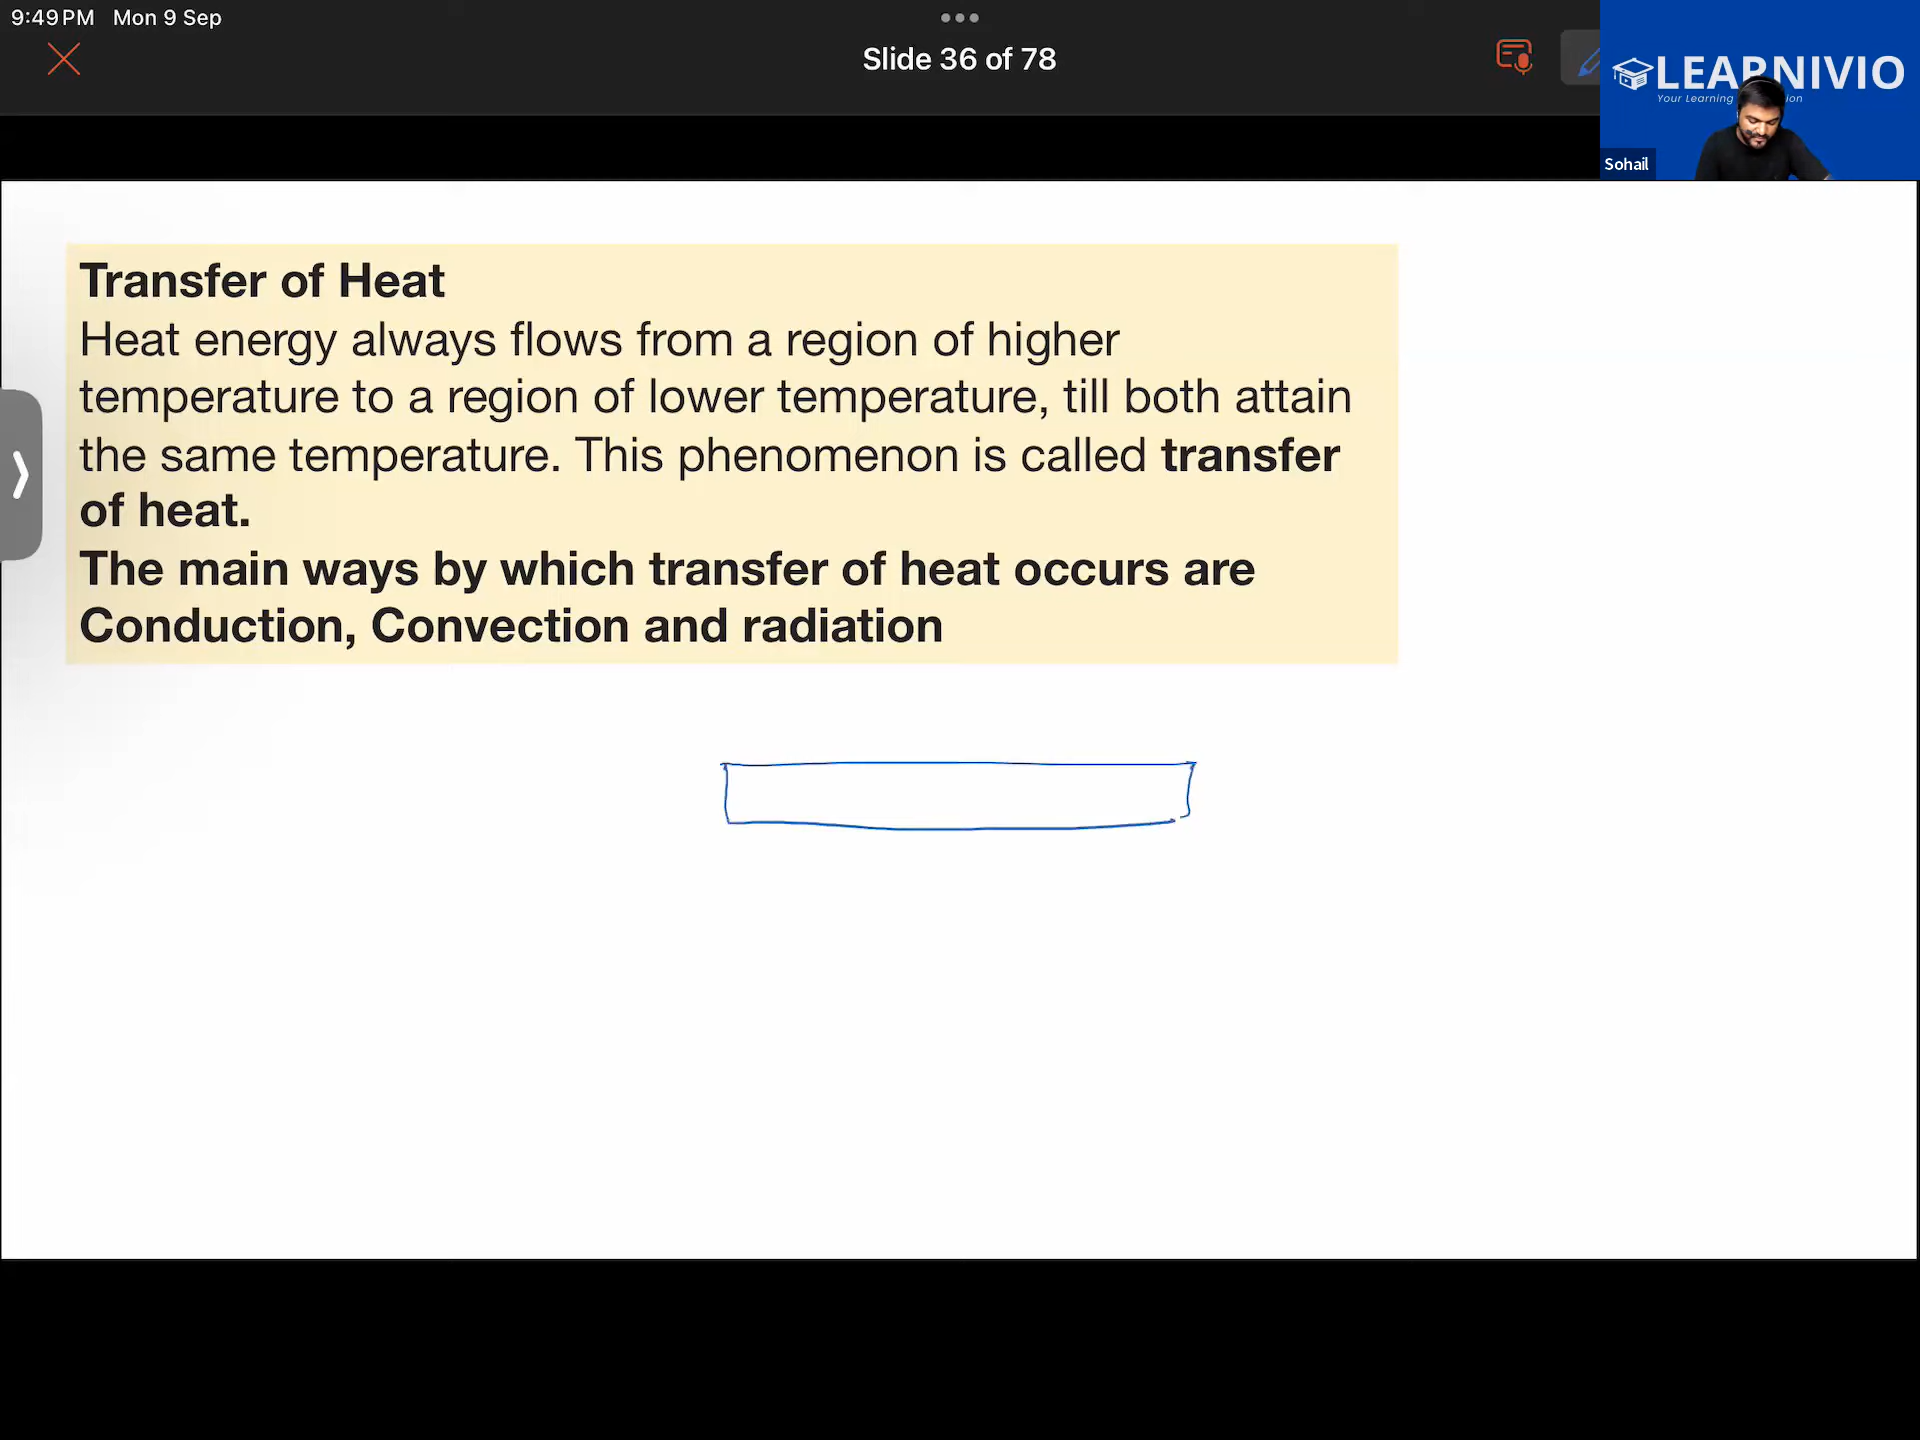 9:49 PM Mon 9 Sep
Slide 36 of 78
LEARNIVIO
Your Learning
Sohail
Transfer of Heat
Heat energy always flows from a region of higher
temperature to a region of lower temperature, till both attain
the same temperature. This phenomenon is called transfer
of heat.
The main ways by which transfer of heat occurs are
Conduction, Convection and radiation